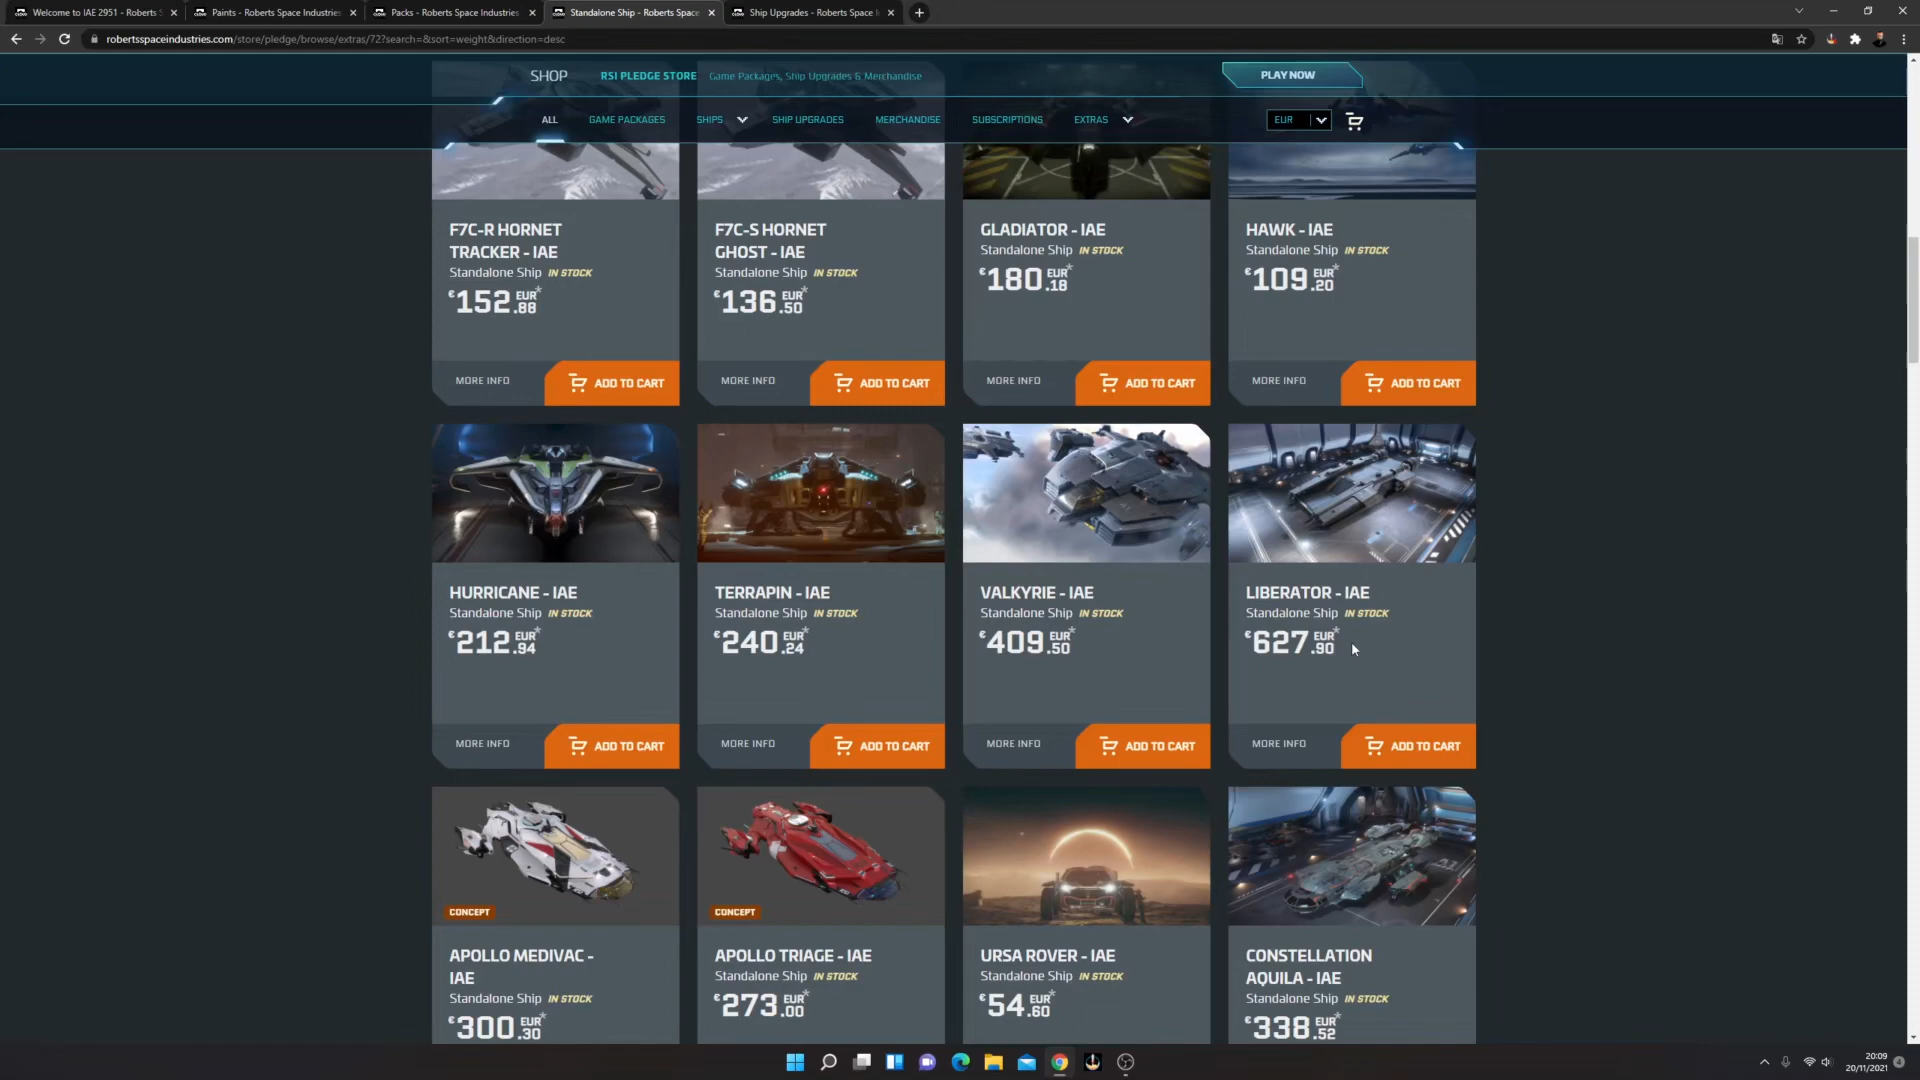 Welcome to IAE 2951 - Roberts S
Paints - Roberts Space Industries
Packs - Roberts Space Industries
Standalone Ship - Roberts Space
Ship Upgrades - Roberts Space I
robertsspaceindustries.com/store/pledge/browse/extras/72?search=&sort=weight&direction=desc
SHOP RSI PLEDGE STORE Game Packages, Ship Upgrades & Merchandise PLAY NOW
ALL GAME PACKAGES SHIPS SHIP UPGRADES MERCHANDISE SUBSCRIPTIONS EXTRAS EUR
F7C-R HORNET
TRACKER - IAE
Standalone Ship IN STOCK
€152.88 EUR*
MORE INFO ADD TO CART
F7C-S HORNET
GHOST - IAE
Standalone Ship IN STOCK
€136.50 EUR*
MORE INFO ADD TO CART
GLADIATOR - IAE
Standalone Ship IN STOCK
€180.18 EUR*
MORE INFO ADD TO CART
HAWK - IAE
Standalone Ship IN STOCK
€109.20 EUR*
MORE INFO ADD TO CART
HURRICANE - IAE
Standalone Ship IN STOCK
€212.94 EUR*
MORE INFO ADD TO CART
TERRAPIN - IAE
Standalone Ship IN STOCK
€240.24 EUR*
MORE INFO ADD TO CART
VALKYRIE - IAE
Standalone Ship IN STOCK
€409.50 EUR*
MORE INFO ADD TO CART
LIBERATOR - IAE
Standalone Ship IN STOCK
€627.90 EUR*
MORE INFO ADD TO CART
CONCEPT
APOLLO MEDIVAC -
IAE
Standalone Ship IN STOCK
€300.30 EUR*
CONCEPT
APOLLO TRIAGE - IAE
Standalone Ship IN STOCK
€273.00 EUR*
URSA ROVER - IAE
Standalone Ship IN STOCK
€54.60 EUR*
CONSTELLATION
AQUILA - IAE
Standalone Ship IN STOCK
€338.52 EUR*
20:09
20/11/2021